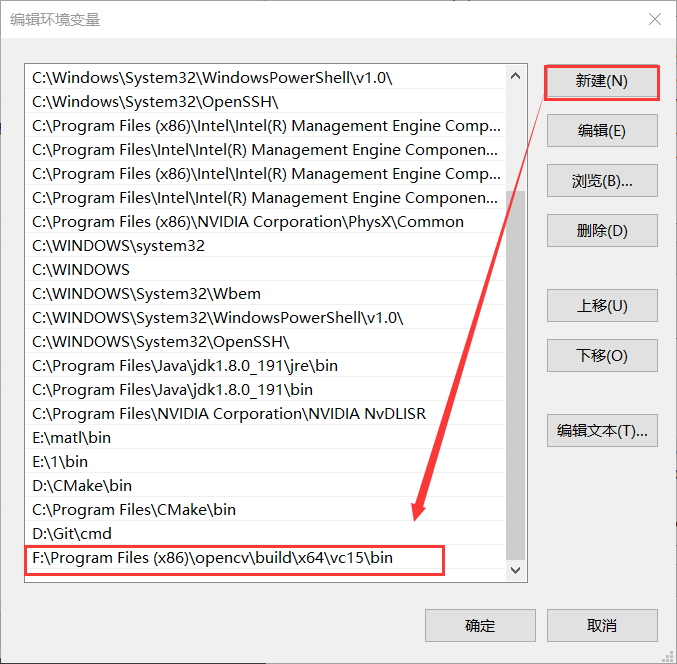 编辑环境变量
C:\Windows\System32\WindowsPowerShell\v1.0\
C:\Windows\System32\OpenSSH\
C:\Program Files (x86)\Intel\Intel(R) Management Engine Comp...
C:\Program Files\Intel\Intel(R) Management Engine Componen...
C:\Program Files (x86)\Intel\Intel(R) Management Engine Comp...
C:\Program Files\Intel\Intel(R) Management Engine Componen...
C:\Program Files (x86)\NVIDIA Corporation\PhysX\Common
C:\WINDOWS\system32
C:\WINDOWS
C:\WINDOWS\System32\Wbem
C:\WINDOWS\System32\WindowsPowerShell\v1.0\
C:\WINDOWS\System32\OpenSSH\
C:\Program Files\Java\jdk1.8.0_191\jre\bin
C:\Program Files\Java\jdk1.8.0_191\bin
C:\Program Files\NVIDIA Corporation\NVIDIA NvDLISR
E:\matl\bin
E:\1\bin
D:\CMake\bin
C:\Program Files\CMake\bin
D:\Git\cmd
F:\Program Files (x86)\opencv\build\x64\vc15\bin
新建(N)
编辑(E)
浏览(B)...
删除(D)
上移(U)
下移(O)
编辑文本(T)...
确定
取消